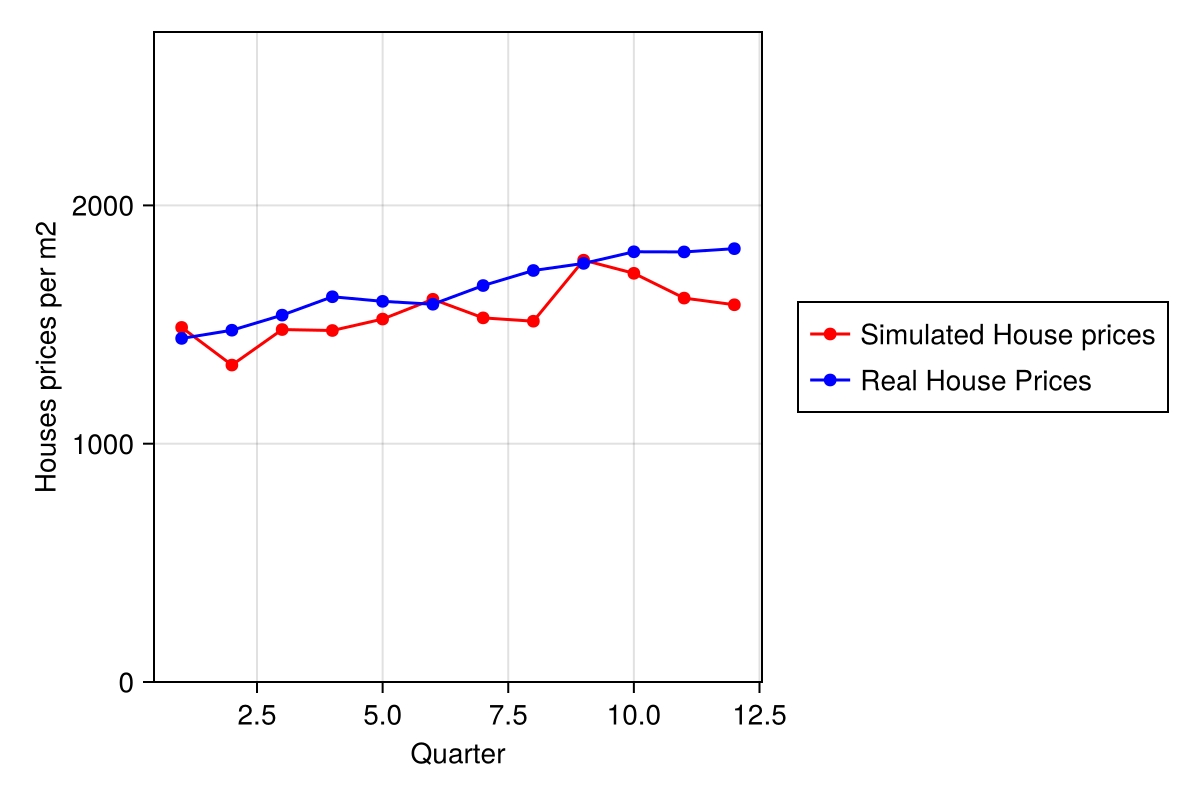 Houses prices per m2
2000
1000
0
2.5 5.0 7.5 10.0 12.5
Quarter
Simulated House prices
Real House Prices